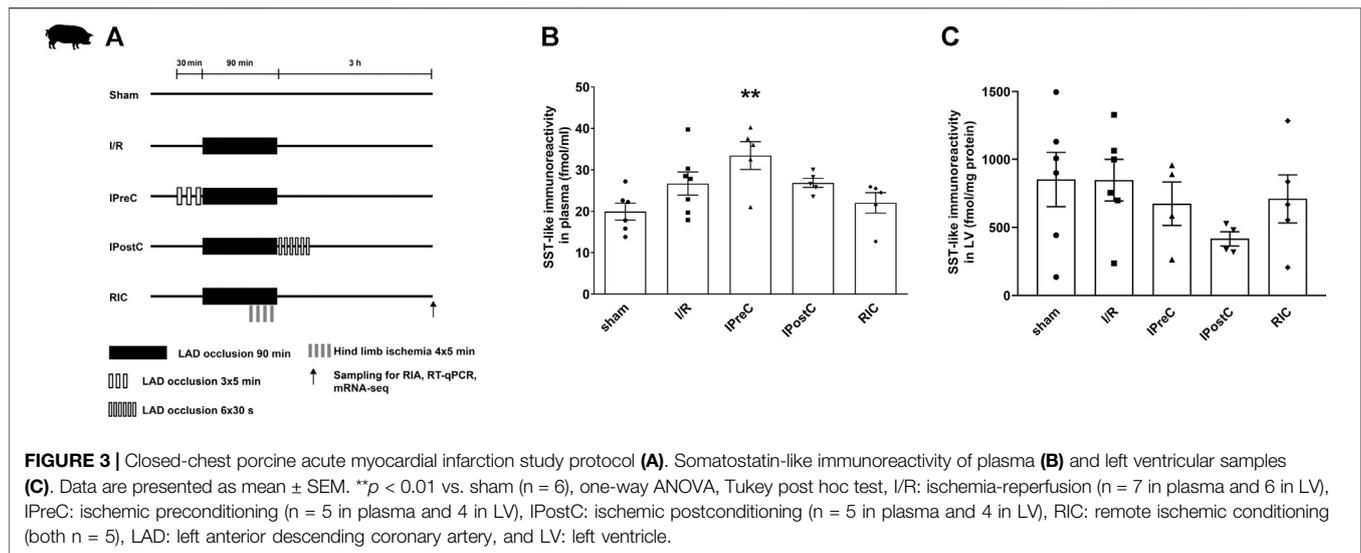 A
30 min 90 min 3 h
Sham
I/R
IPreC
IPostC
RIC
LAD occlusion 90 min
LAD occlusion 3x5 min
LAD occlusion 6x30 s
Hind limb ischemia 4x5 min
Sampling for RIA, RT-qPCR,
mRNA-seq
B
SST-like immunoreactivity
in plasma (fmol/ml)
50
40
30
20
10
0
**
sham I/R IPreC IPostC RIC
C
SST-like immunoreactivity
in LV (fmol/mg protein)
1500
1000
500
0
sham I/R IPreC IPostC RIC
FIGURE 3 | Closed-chest porcine acute myocardial infarction study protocol (A). Somatostatin-like immunoreactivity of plasma (B) and left ventricular samples
(C). Data are presented as mean ± SEM. **p < 0.01 vs. sham (n = 6), one-way ANOVA, Tukey post hoc test, I/R: ischemia-reperfusion (n = 7 in plasma and 6 in LV),
IPreC: ischemic preconditioning (n = 5 in plasma and 4 in LV), IPostC: ischemic postconditioning (n = 5 in plasma and 4 in LV), RIC: remote ischemic conditioning
(both n = 5), LAD: left anterior descending coronary artery, and LV: left ventricle.